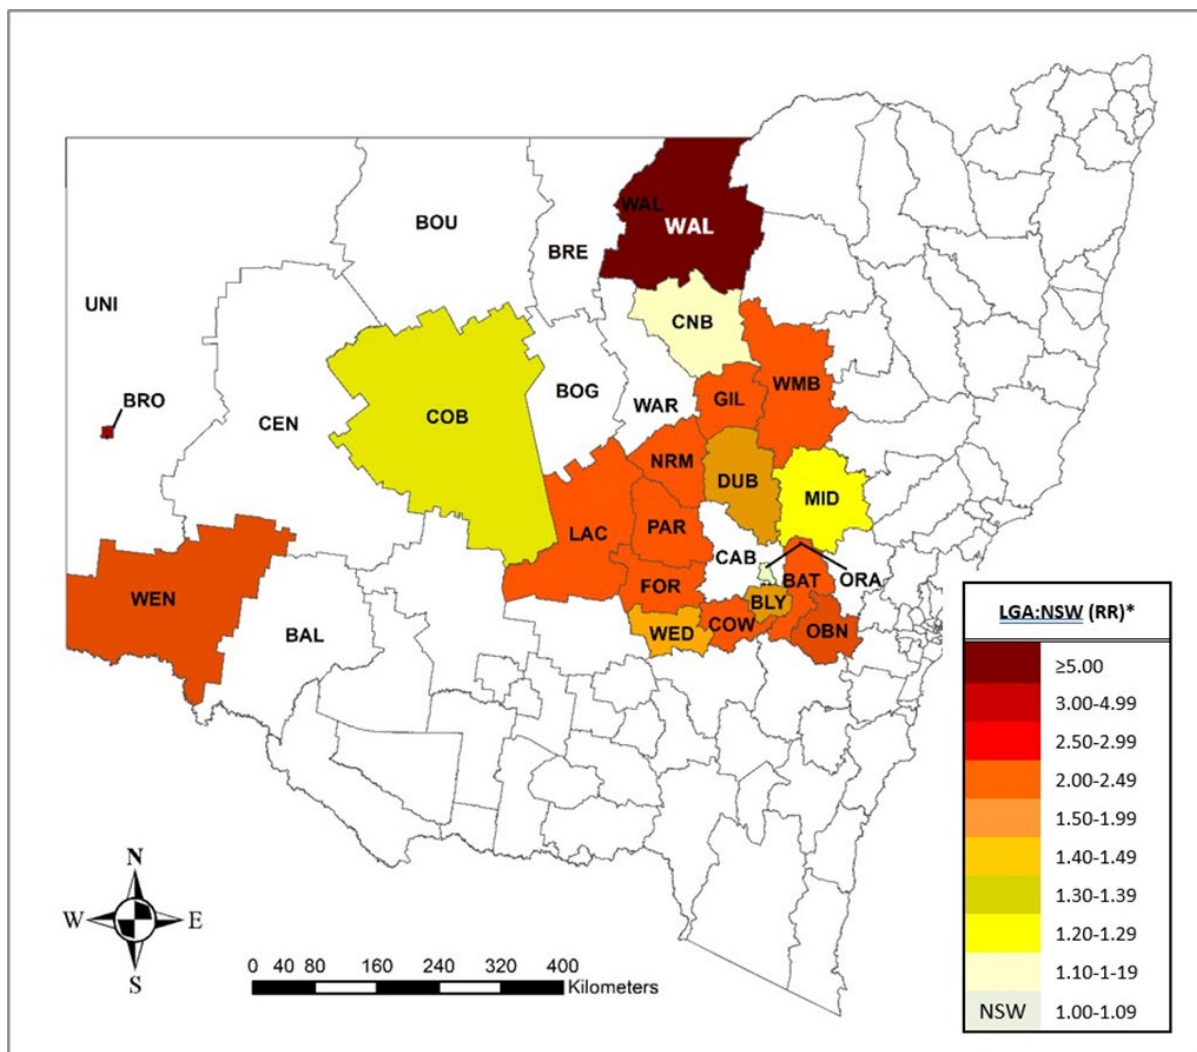 WAL
WAL
BOU
BRE
UNI
CNB
BRO
WMB
BOG
GIL
WAR
COB
CEN
NRM
DUB
MID
PAR
LAC
CAB
BAT
ORA
FOR
WEN
BLY
COW
OBN
WED
BAL
LGA:NSW (RR)*
≥5.00
3.00-4.99
2.50-2.99
2.00-2.49
1.50-1.99
1.40-1.49
1.30-1.39
1.20-1.29
1.10-1-19
NSW 1.00-1.09
N
W E
S
0 40 80 160 240 320 400
Kilometers